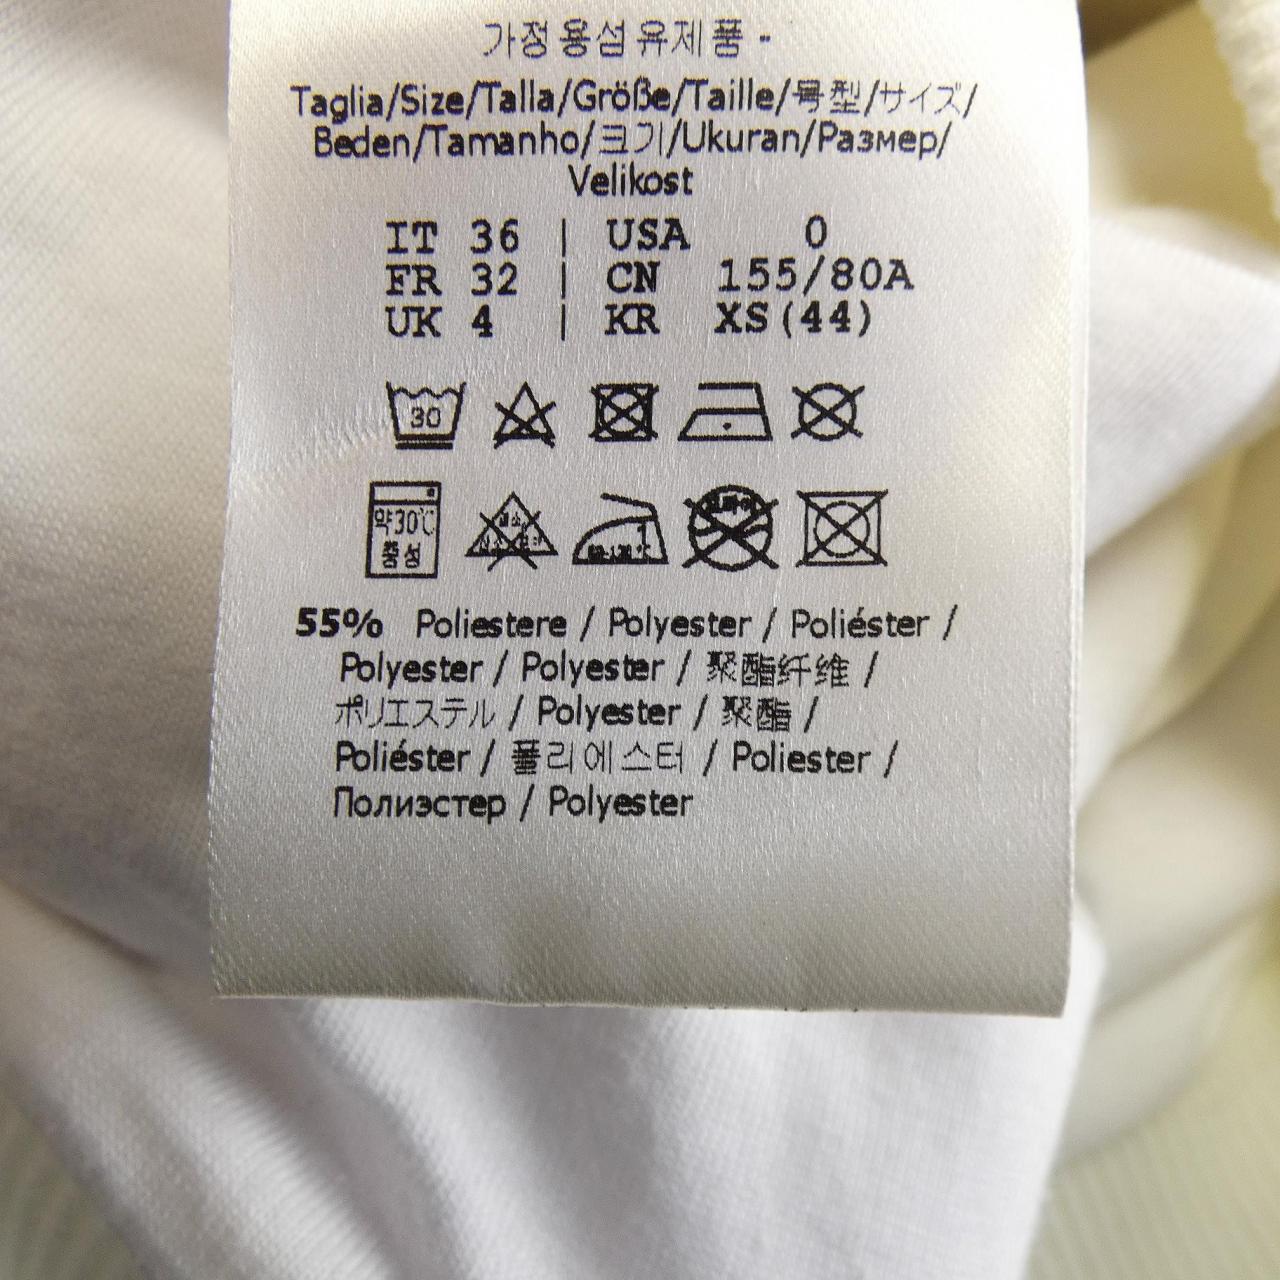 가정용섬유제품 -
Taglia/Size/Talla/Größe/Taille/号型/サイズ/
Beden/Tamanho/크기/Ukuran/Размер/
Velikost
IT 36 | USA 0
FR 32 | CN 155/80A
UK 4 | KR XS(44)
30
약30℃
중성
1
55% Poliestere / Polyester / Poliéster /
Polyester / Polyester / 聚酯纤维 /
ポリエステル / Polyester / 聚酯 /
Poliéster / 폴리에스터 / Poliester /
Полиэстер / Polyester